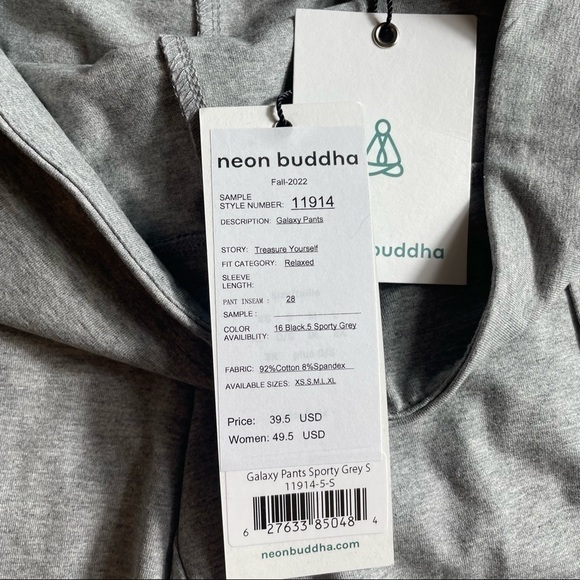 neon buddha
Fall-2022
SAMPLE
STYLE NUMBER: 11914
DESCRIPTION: Galaxy Pants
STORY: Treasure Yourself
FIT CATEGORY: Relaxed
SLEEVE
LENGTH:
PANT INSEAM : 28
SAMPLE :
COLOR
AVAILIBLITY: 16 Black.5 Sporty Grey
FABRIC: 92%Cotton 8%Spandex
AVAILABLE SIZES: XS.S.M.L.XL
Price: 39.5 USD
Women: 49.5 USD
Galaxy Pants Sporty Grey S
11914-5-S
6 27633 85048 4
neonbuddha.com
buddha